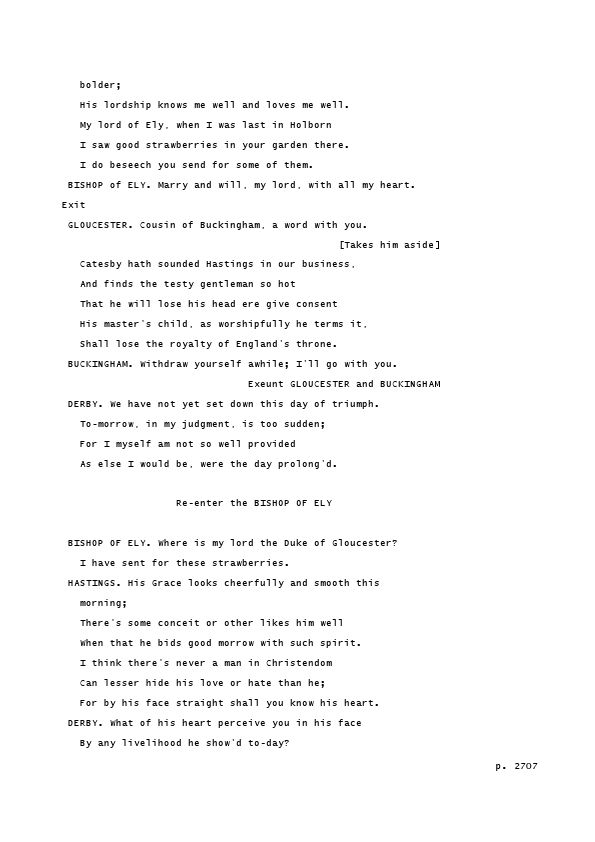 bolder;
His lordship knows me well and loves me well.
My lord of Ely, when I was last in Holborn
I saw good strawberries in your garden there.
I do beseech you send for some of them.
BISHOP of ELY. Marry and will, my lord, with all my heart.
Exit
GLOUCESTER. Cousin of Buckingham, a word with you.
[Takes him aside]
Catesby hath sounded Hastings in our business,
And finds the testy gentleman so hot
That he will lose his head ere give consent
His master's child, as worshipfully he terms it,
Shall lose the royalty of England's throne.
BUCKINGHAM. Withdraw yourself awhile; I'll go with you.
Exeunt GLOUCESTER and BUCKINGHAM
DERBY. We have not yet set down this day of triumph.
To-morrow, in my judgment, is too sudden;
For I myself am not so well provided
As else I would be, were the day prolong'd.
Re-enter the BISHOP OF ELY
BISHOP OF ELY. Where is my lord the Duke of Gloucester?
I have sent for these strawberries.
HASTINGS. His Grace looks cheerfully and smooth this
morning;
There's some conceit or other likes him well
When that he bids good morrow with such spirit.
I think there's never a man in Christendom
Can lesser hide his love or hate than he;
For by his face straight shall you know his heart.
DERBY. What of his heart perceive you in his face
By any livelihood he show'd to-day?
p. 2707